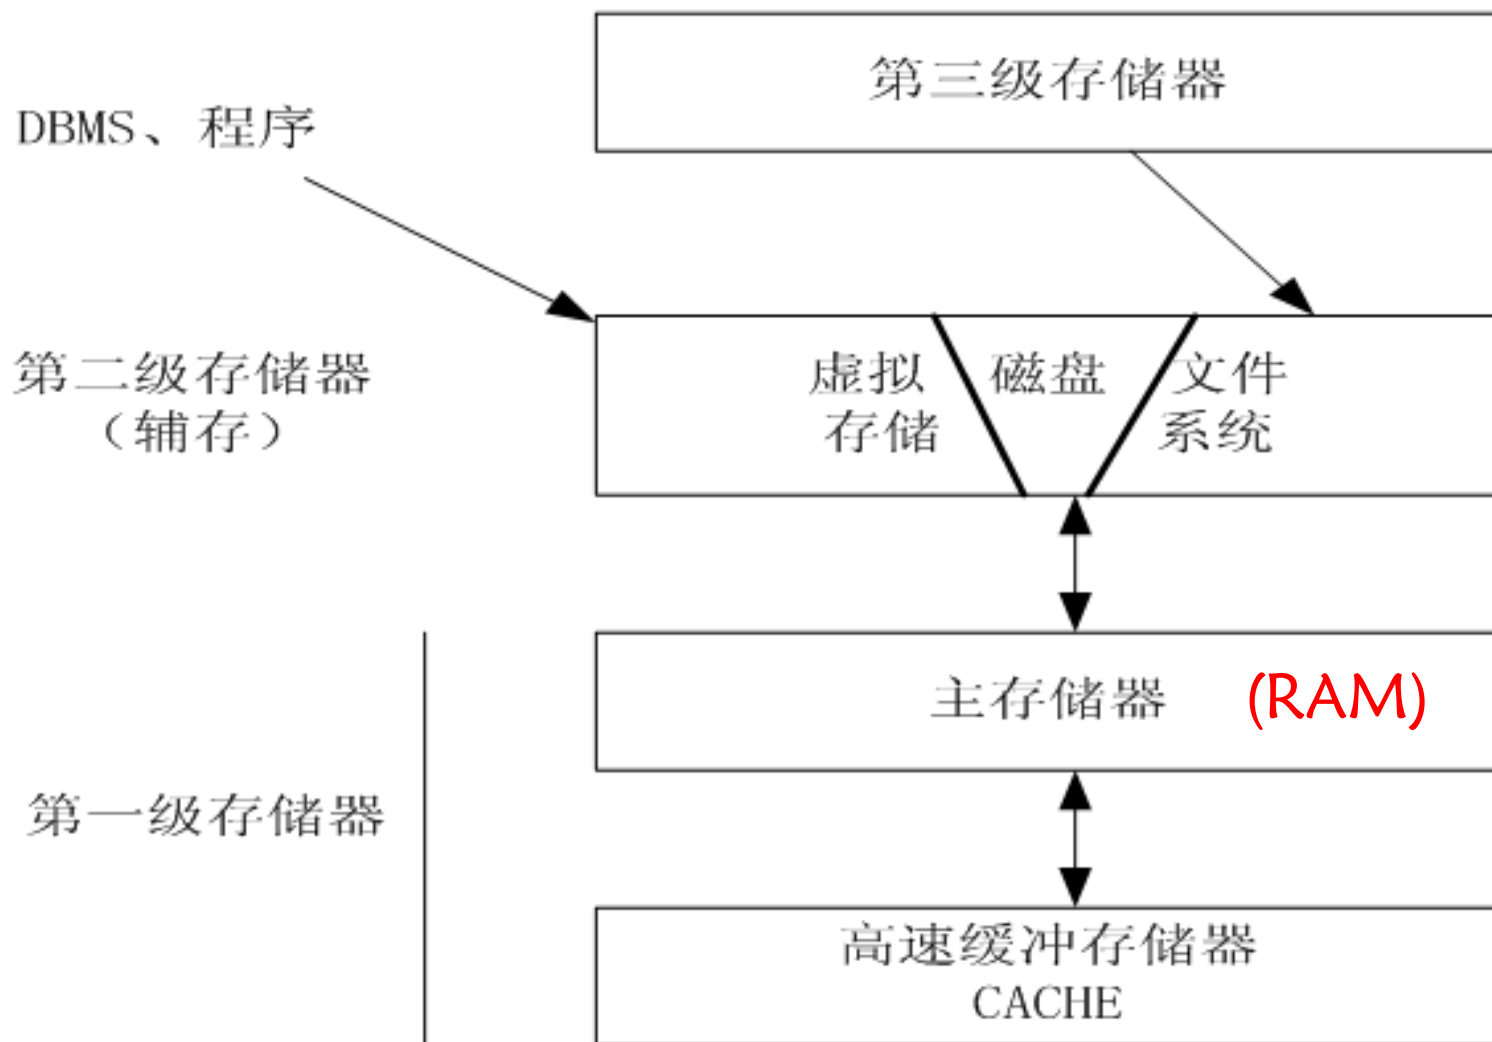 第三级存储器
DBMS、程序
第二级存储器
（辅存）
虚拟
存储
磁盘
文件
系统
主存储器 (RAM)
第一级存储器
高速缓冲存储器
CACHE